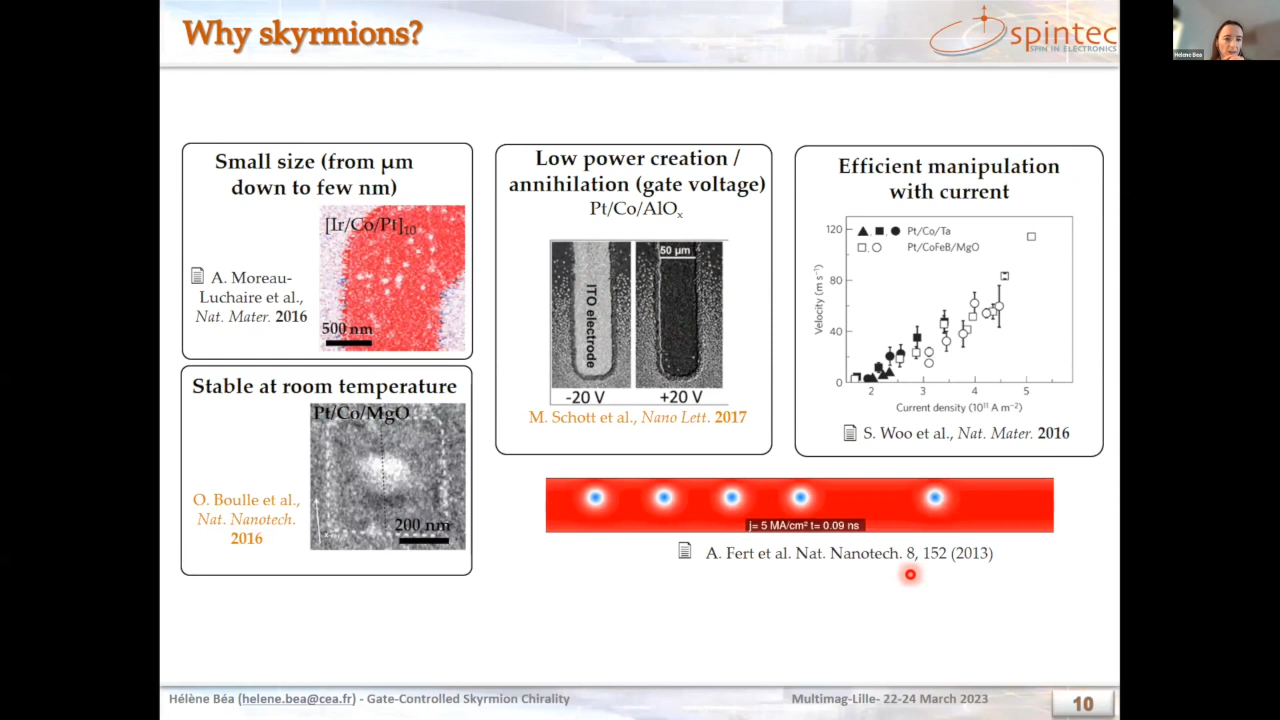 Why skyrmions?
spintec
SPIN IN ELECTRONICS
Helene Bea
Small size (from µm
down to few nm)
[Ir/Co/Pt]10
A. Moreau-
Luchaire et al.,
Nat. Mater. 2016
500 nm
Stable at room temperature
Pt/Co/MgO
O. Boulle et al.,
Nat. Nanotech.
2016
200 nm
Low power creation /
annihilation (gate voltage)
Pt/Co/AlOx
50 µm
ITO electrode
-20 V
+20 V
M. Schott et al., Nano Lett. 2017
Efficient manipulation
with current
Pt/Co/Ta
Pt/CoFeB/MgO
Velocity (m s⁻¹)
120
80
40
0
2 3 4 5
Current density (10¹¹ A m⁻²)
S. Woo et al., Nat. Mater. 2016
j= 5 MA/cm² t= 0.09 ns
A. Fert et al. Nat. Nanotech. 8, 152 (2013)
Hélène Béa (helene.bea@cea.fr) - Gate-Controlled Skyrmion Chirality
Multimag-Lille- 22-24 March 2023
10